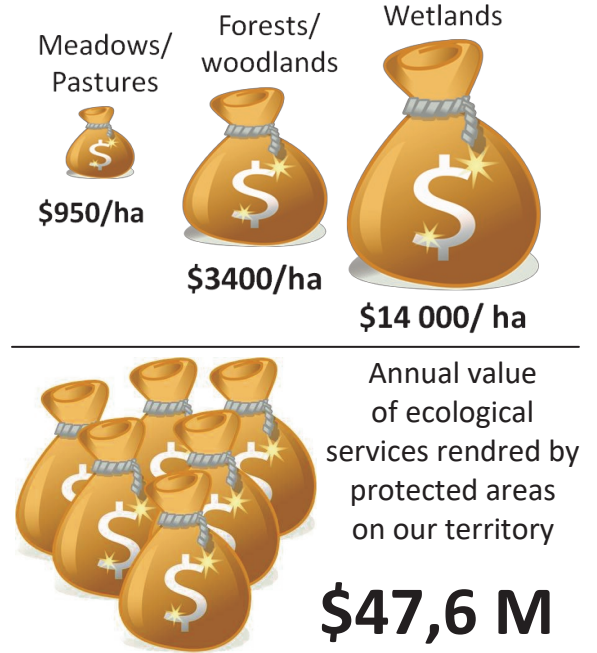 Meadows/
Pastures
$950/ha
Forests/
woodlands
$3400/ha
Wetlands
$14 000/ ha
Annual value
of ecological
services rendred by
protected areas
on our territory
$47,6 M